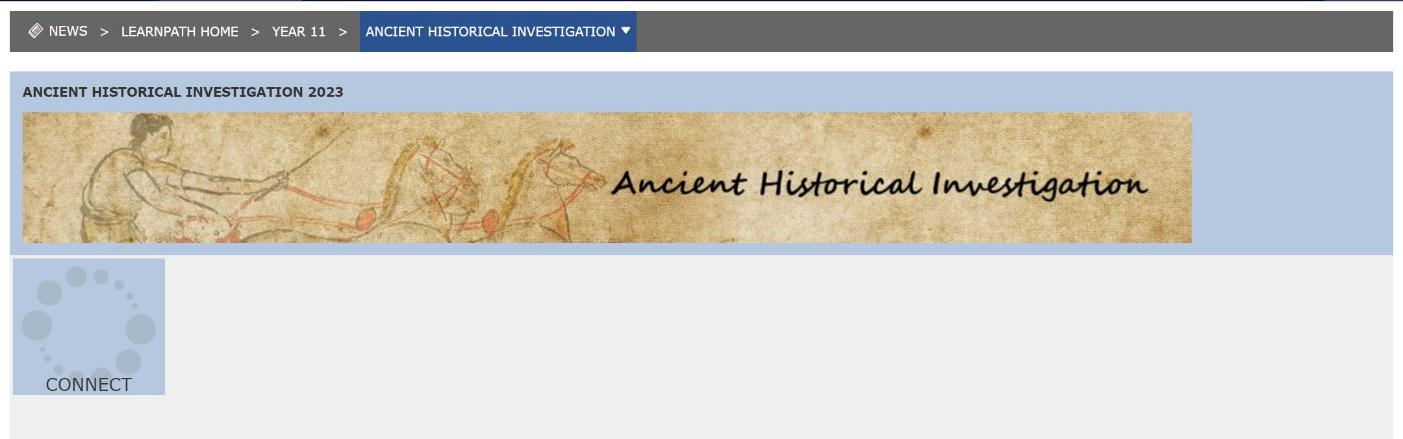 NEWS > LEARNPATH HOME > YEAR 11 > ANCIENT HISTORICAL INVESTIGATION
ANCIENT HISTORICAL INVESTIGATION 2023
Ancient Historical Investigation
CONNECT